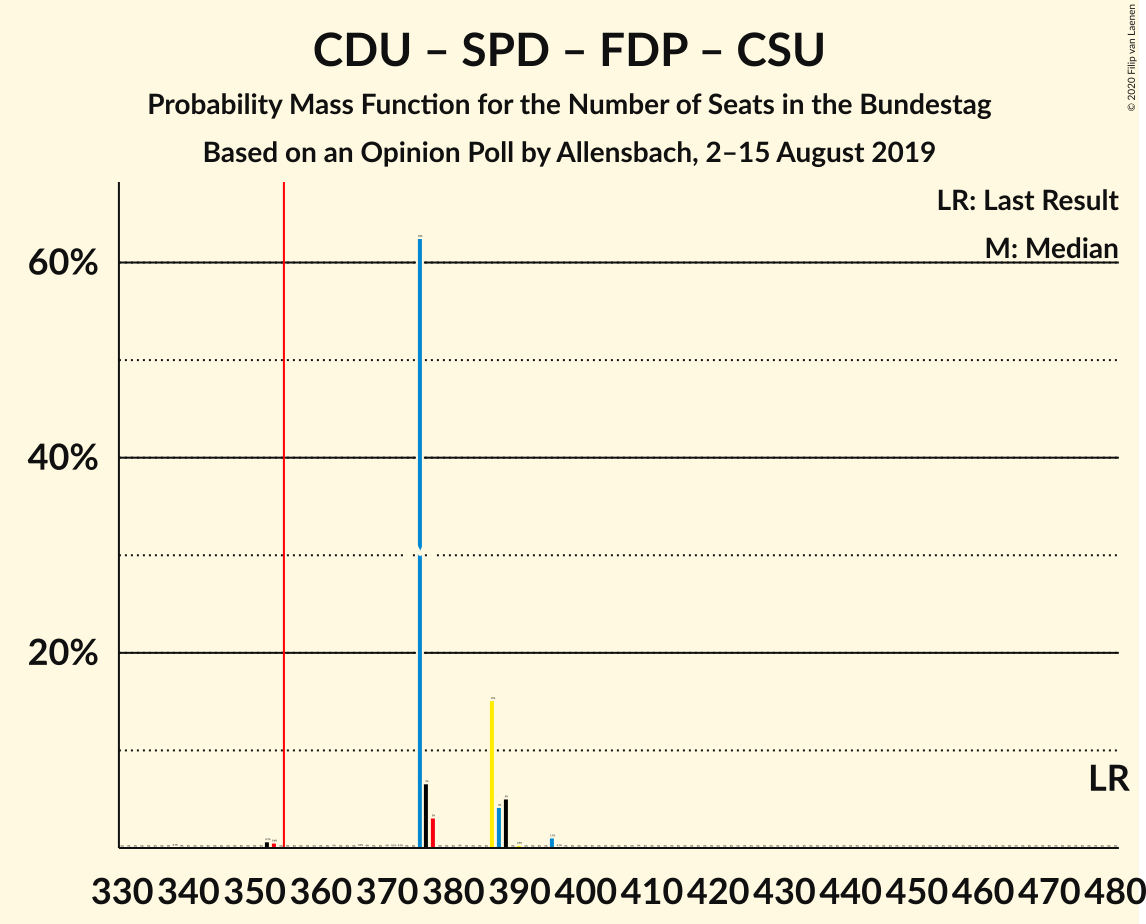 CDU – SPD – FDP – CSU
Probability Mass Function for the Number of Seats in the Bundestag
Based on an Opinion Poll by Allensbach, 2–15 August 2019
© 2020 Filip van Laenen
LR: Last Result
M: Median
60%
40%
20%
LR
330 340 350 360 370 380 390 400 410 420 430 440 450 460 470 480